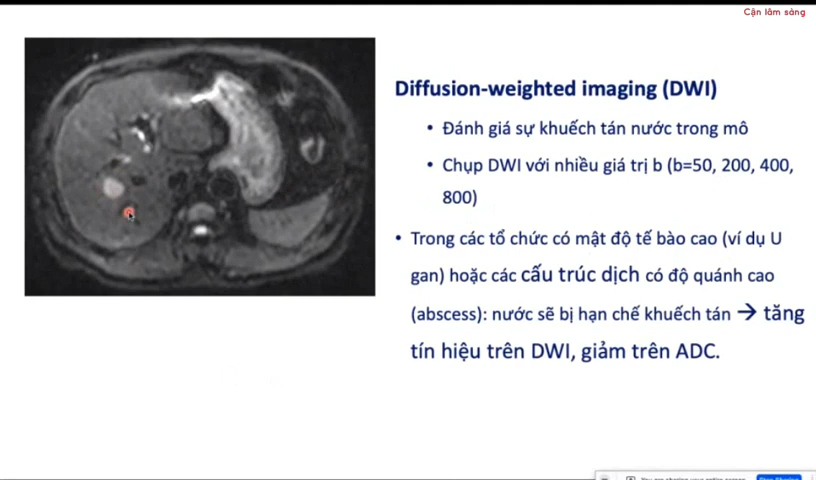 Cận lâm sàng
Diffusion-weighted imaging (DWI)
• Đánh giá sự khuếch tán nước trong mô
• Chụp DWI với nhiều giá trị b (b=50, 200, 400,
800)
• Trong các tổ chức có mật độ tế bào cao (ví dụ U
gan) hoặc các cấu trúc dịch có độ quánh cao
(abscess): nước sẽ bị hạn chế khuếch tán → tăng
tín hiệu trên DWI, giảm trên ADC.